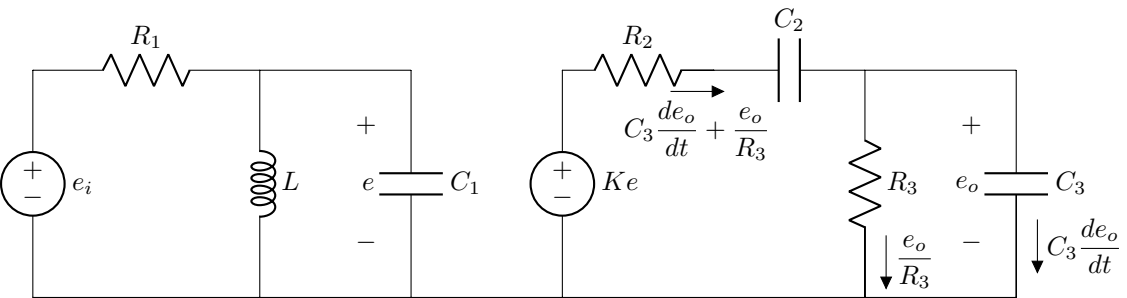 R₁
R₂
C₂
C₃ de_o/dt + e_o/R₃
+
+
+
−
e_i
L
e
C₁
+
−
Ke
R₃
e_o
C₃
−
−
e_o/R₃
C₃ de_o/dt